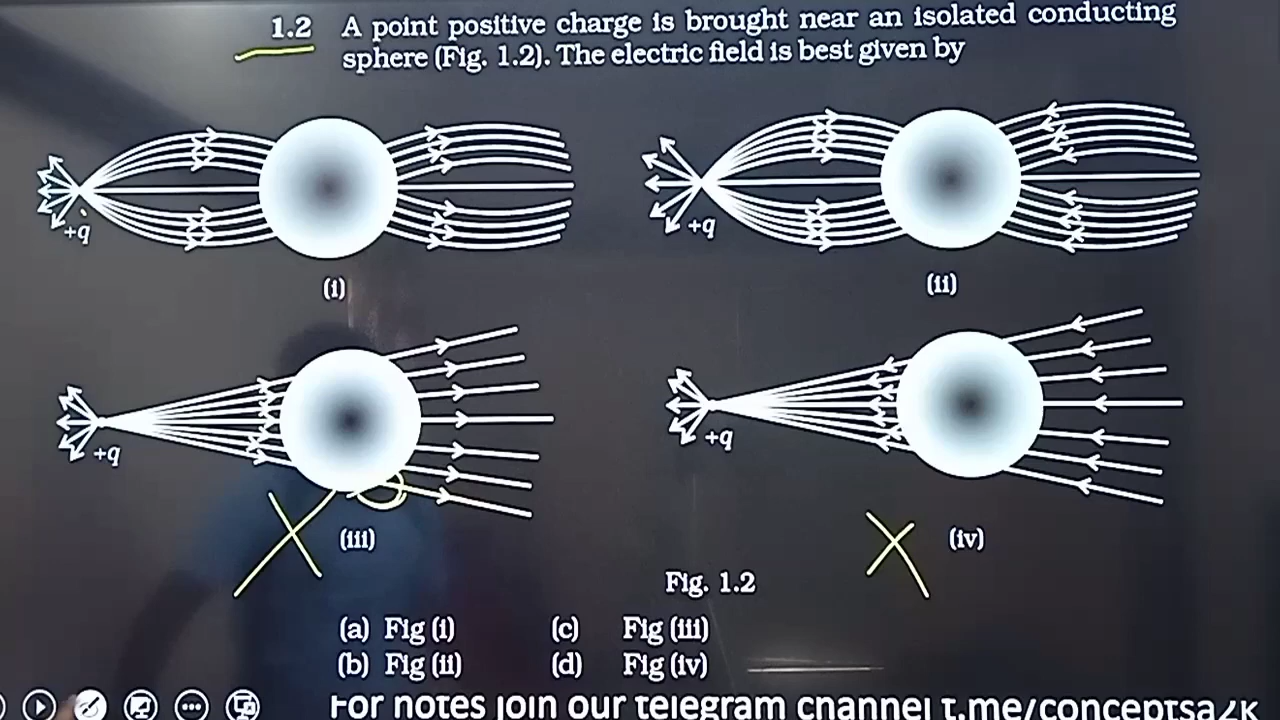 1.2 A point positive charge is brought near an isolated conducting
sphere (Fig. 1.2). The electric field is best given by
+q
+q
(i)
(ii)
+q
+q
(iii)
(iv)
Fig. 1.2
(a) Fig (i) (c) Fig (iii)
(b) Fig (ii) (d) Fig (iv)
For notes join our telegram channel t.me/conceptsa2k